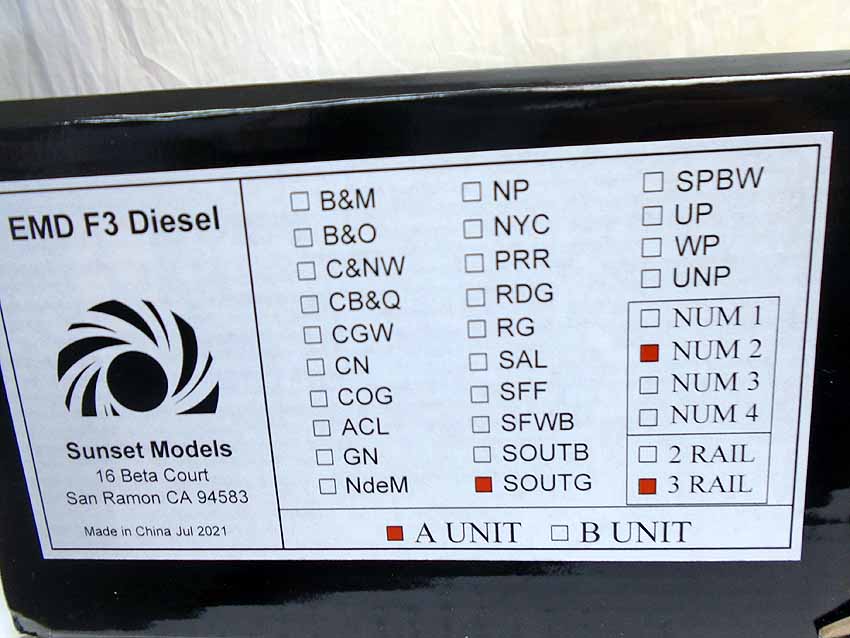 EMD F3 Diesel
Sunset Models
16 Beta Court
San Ramon CA 94583
Made in China Jul 2021
☐ B&M
☐ B&O
☐ C&NW
☐ CB&Q
☐ CGW
☐ CN
☐ COG
☐ ACL
☐ GN
☐ NdeM
☐ NP
☐ NYC
☐ PRR
☐ RDG
☐ RG
☐ SAL
☐ SFF
☐ SFWB
☐ SOUTB
■ SOUTG
☐ SPBW
☐ UP
☐ WP
☐ UNP
☐ NUM 1
■ NUM 2
☐ NUM 3
☐ NUM 4
☐ 2 RAIL
■ 3 RAIL
■ A UNIT ☐ B UNIT